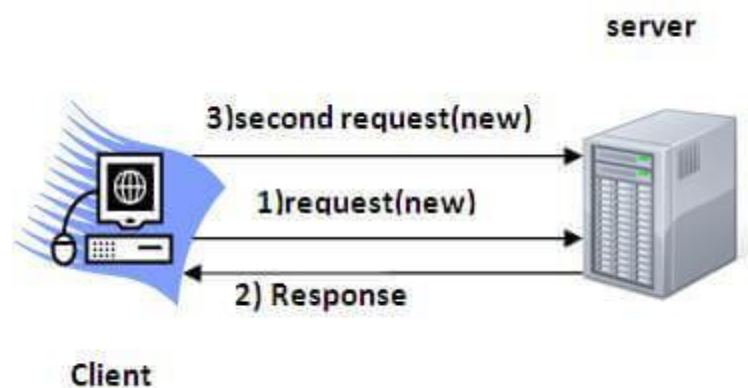 server
3)second request(new)
1)request(new)
2) Response
Client